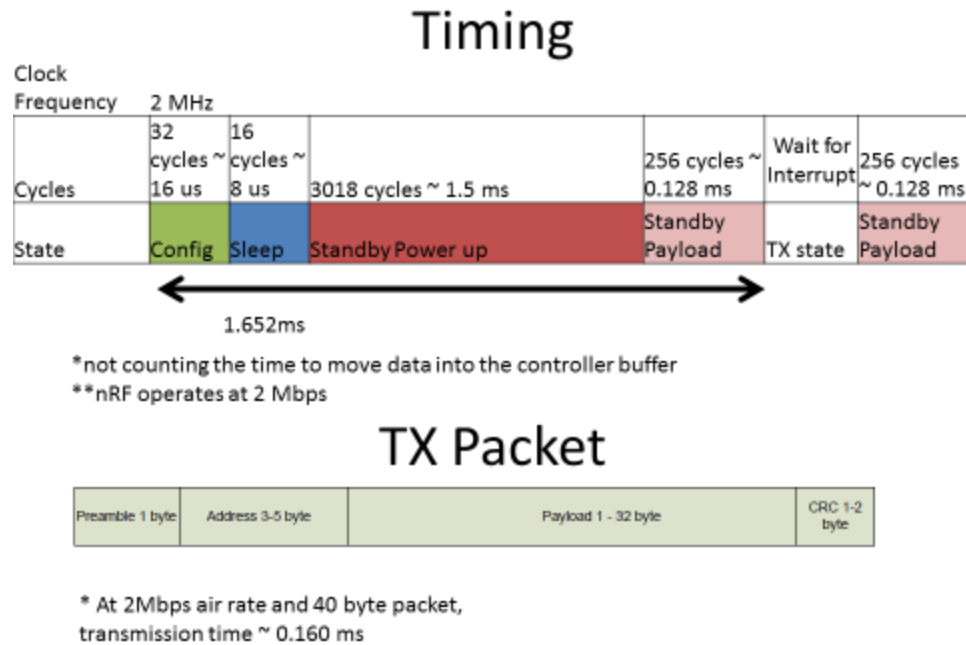 Timing
Clock
Frequency 2 MHz
Cycles
32
cycles ~
16 us
16
cycles ~
8 us
3018 cycles ~ 1.5 ms
256 cycles ~
0.128 ms
Wait for
Interrupt
256 cycles
~ 0.128 ms
State
Config
Sleep
Standby Power up
Standby
Payload
TX state
Standby
Payload
1.652ms
*not counting the time to move data into the controller buffer
**nRF operates at 2 Mbps
TX Packet
Preamble 1 byte
Address 3-5 byte
Payload 1 - 32 byte
CRC 1-2
byte
* At 2Mbps air rate and 40 byte packet,
transmission time ~ 0.160 ms